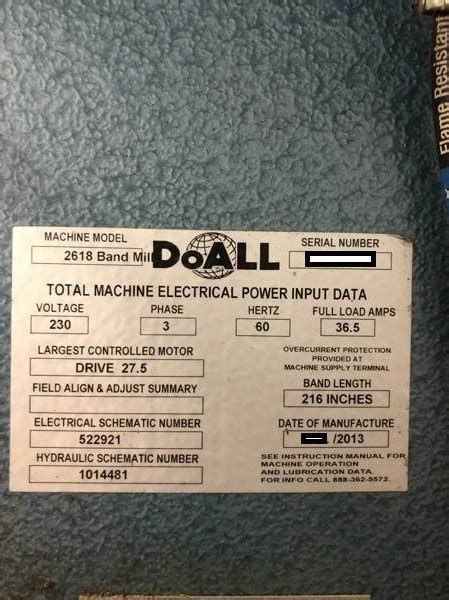 Flame Resistant
MACHINE MODEL
2618 Band Mill
DoALL
SERIAL NUMBER
TOTAL MACHINE ELECTRICAL POWER INPUT DATA
VOLTAGE PHASE HERTZ FULL LOAD AMPS
230 3 60 36.5
LARGEST CONTROLLED MOTOR
DRIVE 27.5
FIELD ALIGN & ADJUST SUMMARY
ELECTRICAL SCHEMATIC NUMBER
522921
HYDRAULIC SCHEMATIC NUMBER
1014481
OVERCURRENT PROTECTION
PROVIDED AT
MACHINE SUPPLY TERMINAL
BAND LENGTH
216 INCHES
DATE OF MANUFACTURE
/2013
SEE INSTRUCTION MANUAL FOR
MACHINE OPERATION
AND LUBRICATION DATA.
FOR INFO CALL 888-362-5572.